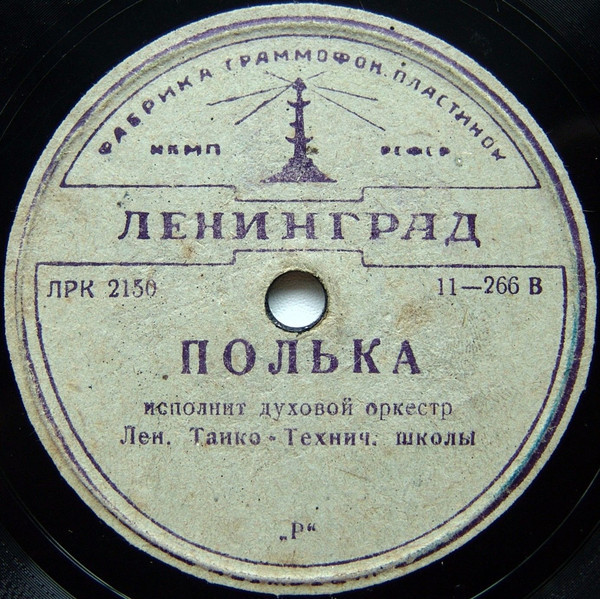 ФАБРИКА ГРАММОФОН. ПЛАСТИНОК
НКМП РСФСР
ЛЕНИНГРАД
ЛРК 2150 11—266 В
ПОЛЬКА
исполнит духовой оркестр
Лен. Танко-Технич. школы
„Р“